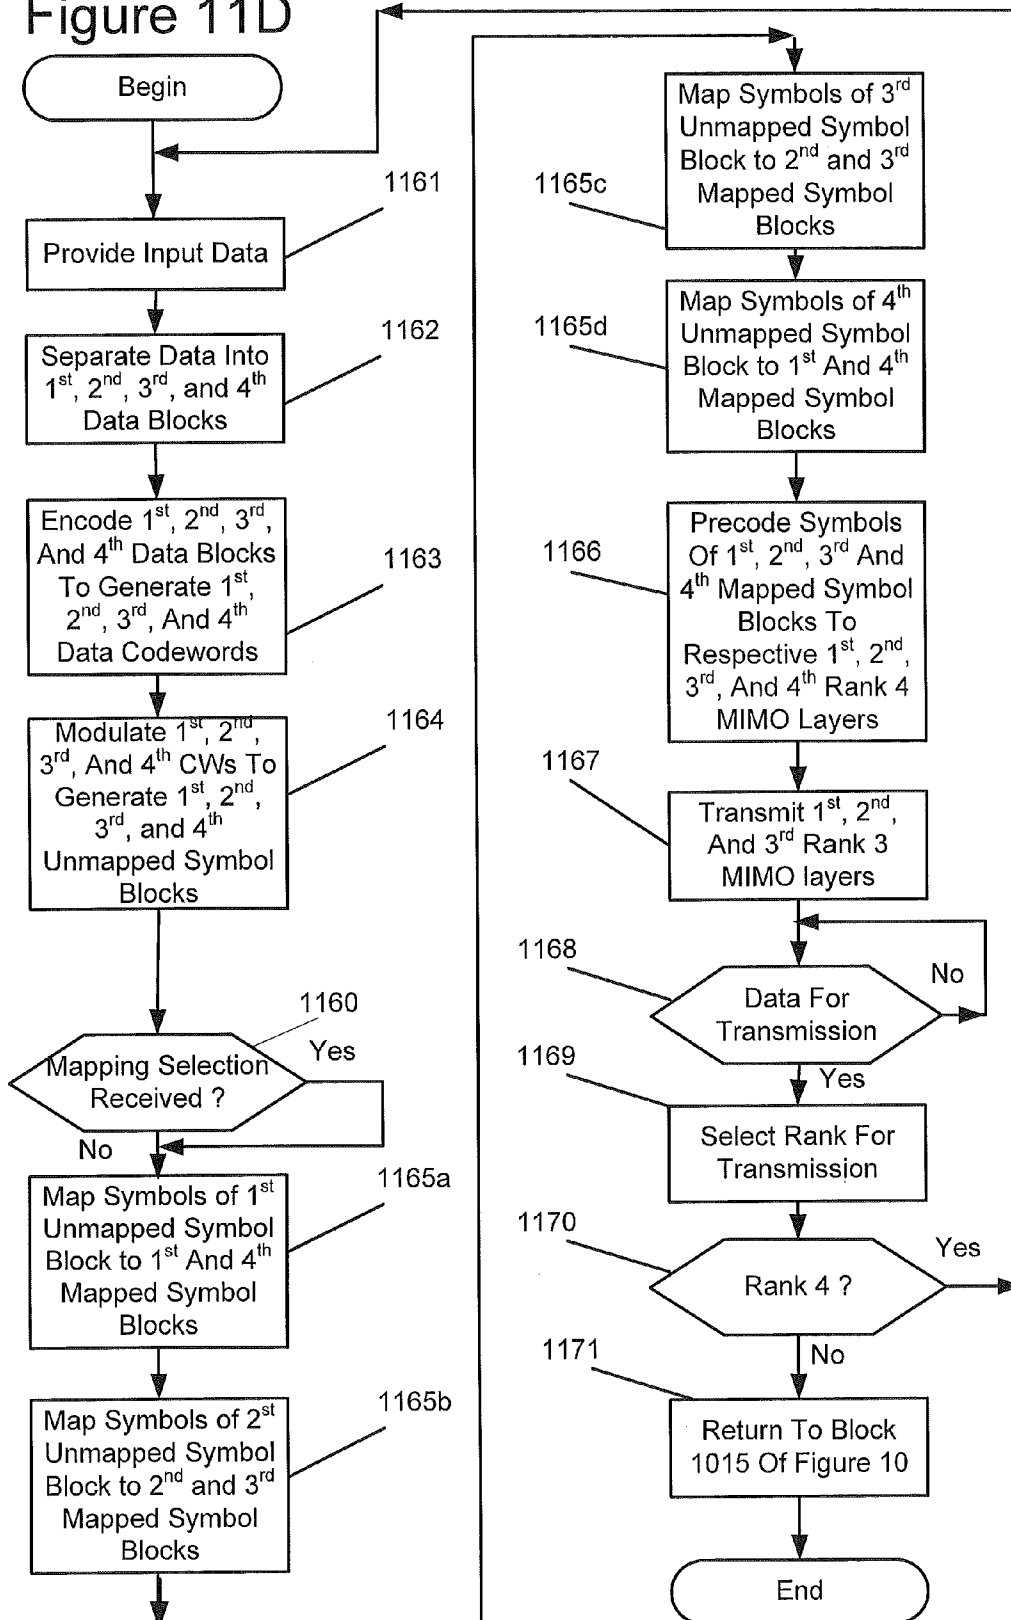 Figure 11D
Begin
1161
Provide Input Data
1162
Separate Data Into
1st, 2nd, 3rd, and 4th
Data Blocks
Encode 1st, 2nd, 3rd,
And 4th Data Blocks
To Generate 1st,
2nd, 3rd, And 4th
Data Codewords
1163
Modulate 1st, 2nd,
3rd, And 4th CWs To
Generate 1st, 2nd,
3rd, and 4th
Unmapped Symbol
Blocks
1164
1160
Mapping Selection
Received ?
Yes
No
1165a
Map Symbols of 1st
Unmapped Symbol
Block to 1st And 4th
Mapped Symbol
Blocks
1165b
Map Symbols of 2st
Unmapped Symbol
Block to 2nd and 3rd
Mapped Symbol
Blocks
Map Symbols of 3rd
Unmapped Symbol
Block to 2nd and 3rd
Mapped Symbol
Blocks
1165c
Map Symbols of 4th
Unmapped Symbol
Block to 1st And 4th
Mapped Symbol
Blocks
1165d
Precode Symbols
Of 1st, 2nd, 3rd And
4th Mapped Symbol
Blocks To
Respective 1st, 2nd,
3rd, And 4th Rank 4
MIMO Layers
1166
1167
Transmit 1st, 2nd,
And 3rd Rank 3
MIMO layers
1168
Data For
Transmission
No
Yes
1169
Select Rank For
Transmission
1170
Rank 4 ?
Yes
No
1171
Return To Block
1015 Of Figure 10
End